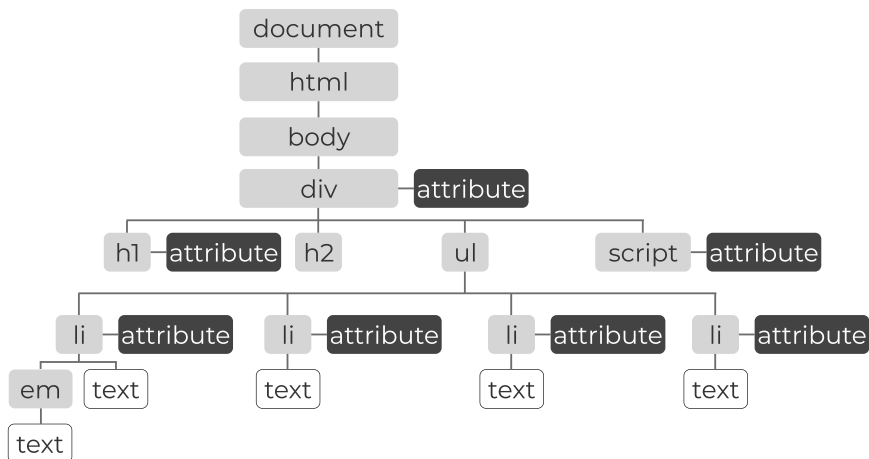 document
html
body
div attribute
h1 attribute h2 ul script attribute
li attribute li attribute li attribute li attribute
em text text text text
text